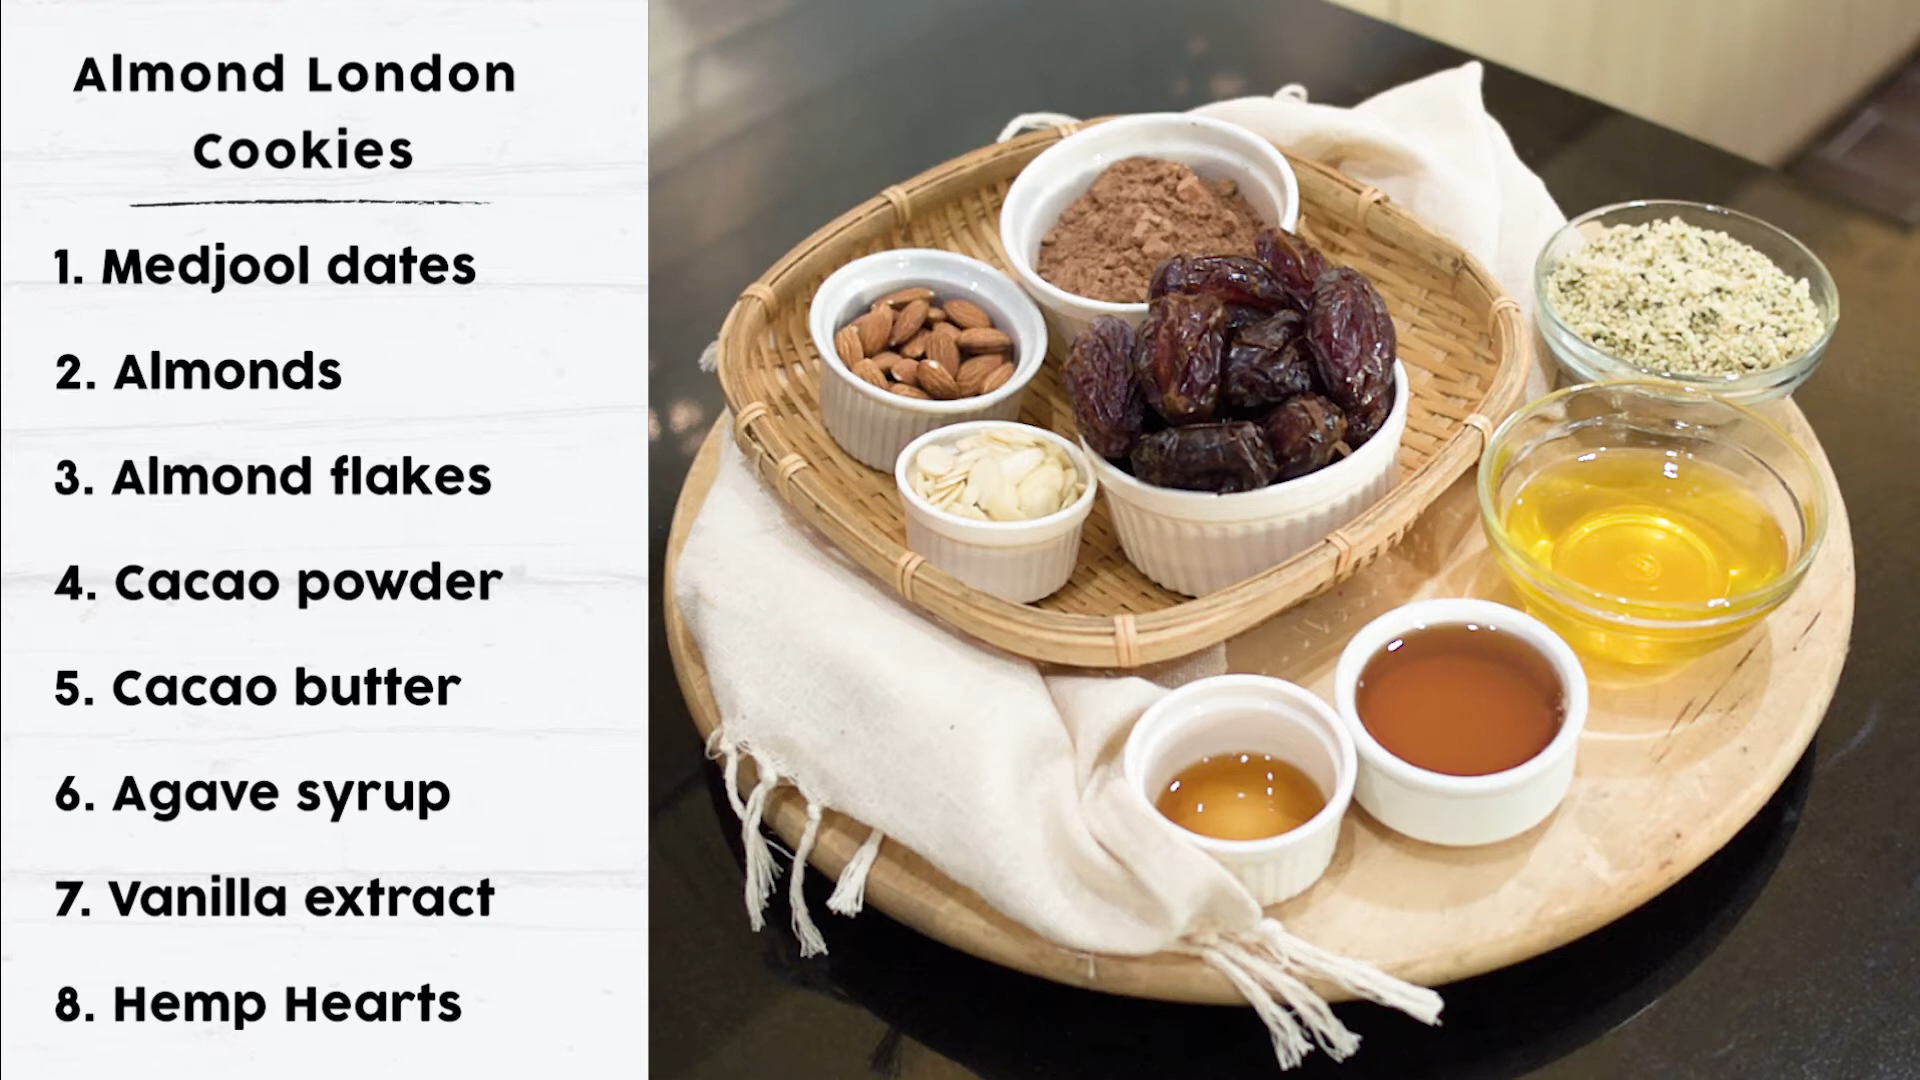 Almond London
Cookies
1. Medjool dates
2. Almonds
3. Almond flakes
4. Cacao powder
5. Cacao butter
6. Agave syrup
7. Vanilla extract
8. Hemp Hearts